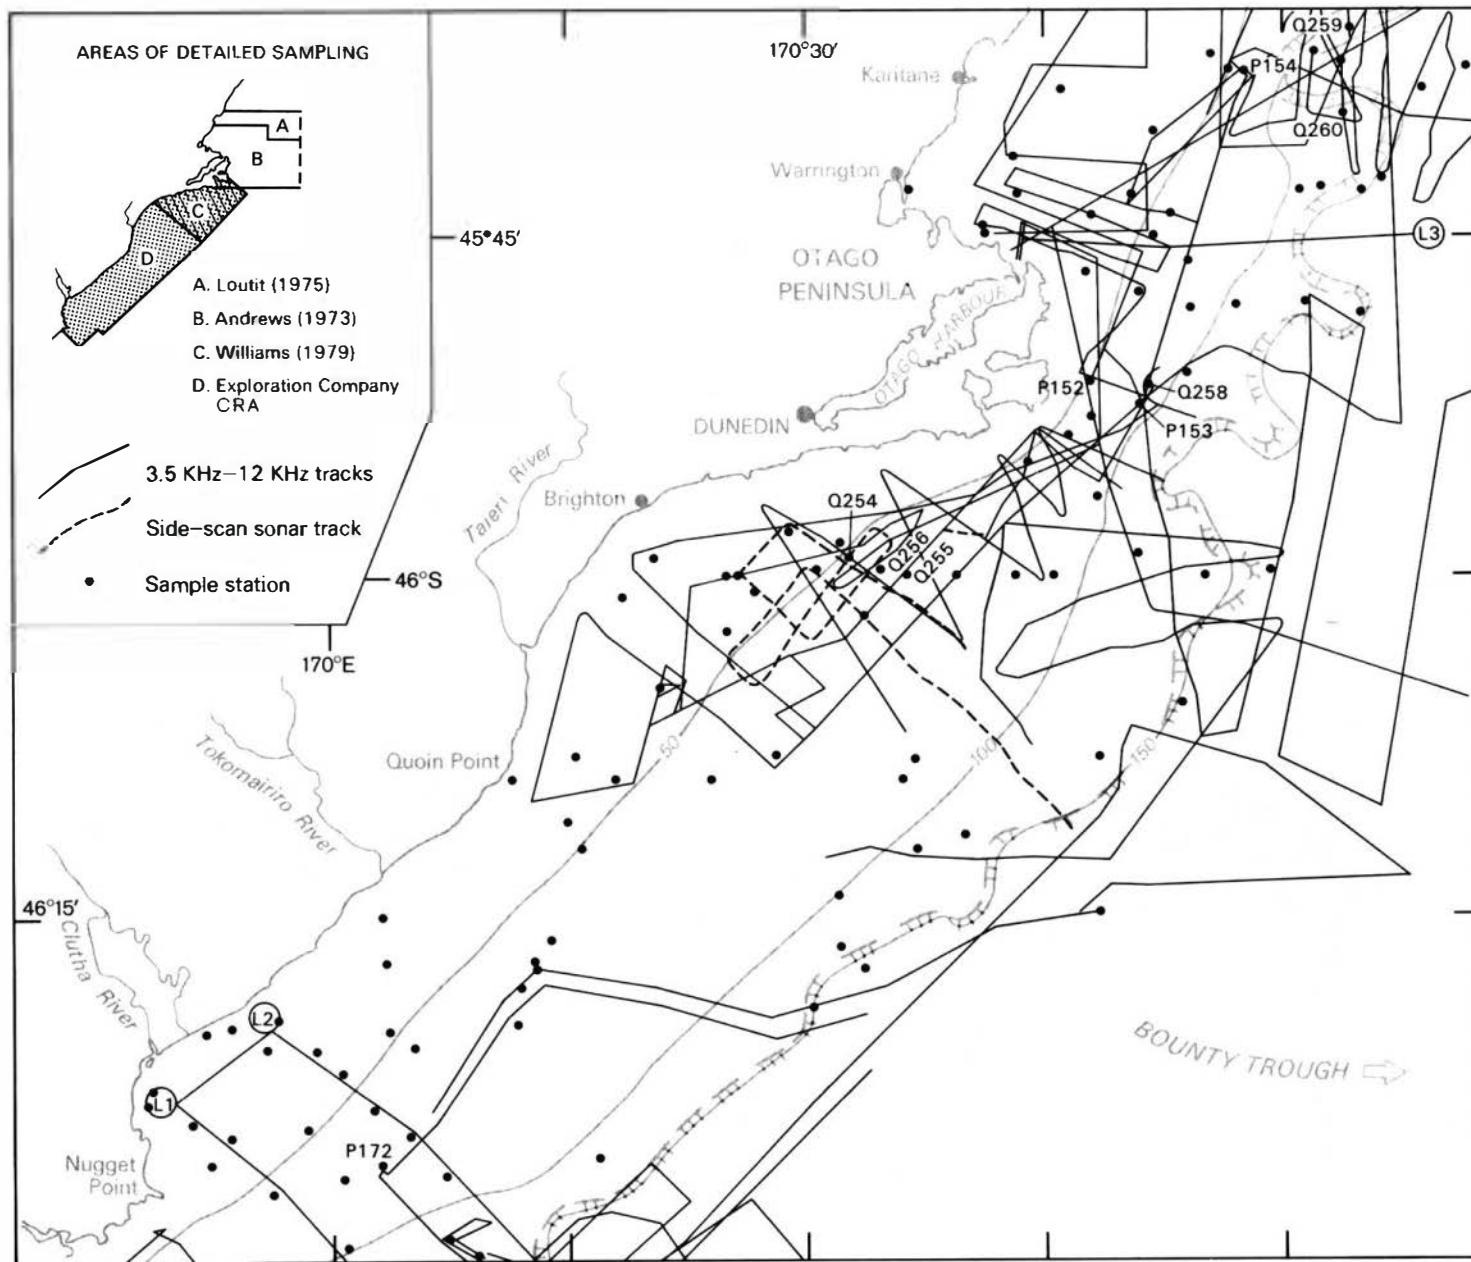 AREAS OF DETAILED SAMPLING
A
B
C
D
A. Loutit (1975)
B. Andrews (1973)
C. Williams (1979)
D. Exploration Company
CRA
3.5 KHz–12 KHz tracks
Side–scan sonar track
Sample station
170°30′
Karitane
Warrington
45°45′
OTAGO
PENINSULA
OTAGO HARBOUR
DUNEDIN
Brighton
Taieri River
46°S
170°E
Q259
P154
Q260
L3
P152
Q258
P153
Q254
Q256
Q255
Quoin Point
Tokomairiro River
50
100
150
46°15′
Clutha River
L2
L1
P172
Nugget
Point
BOUNTY TROUGH